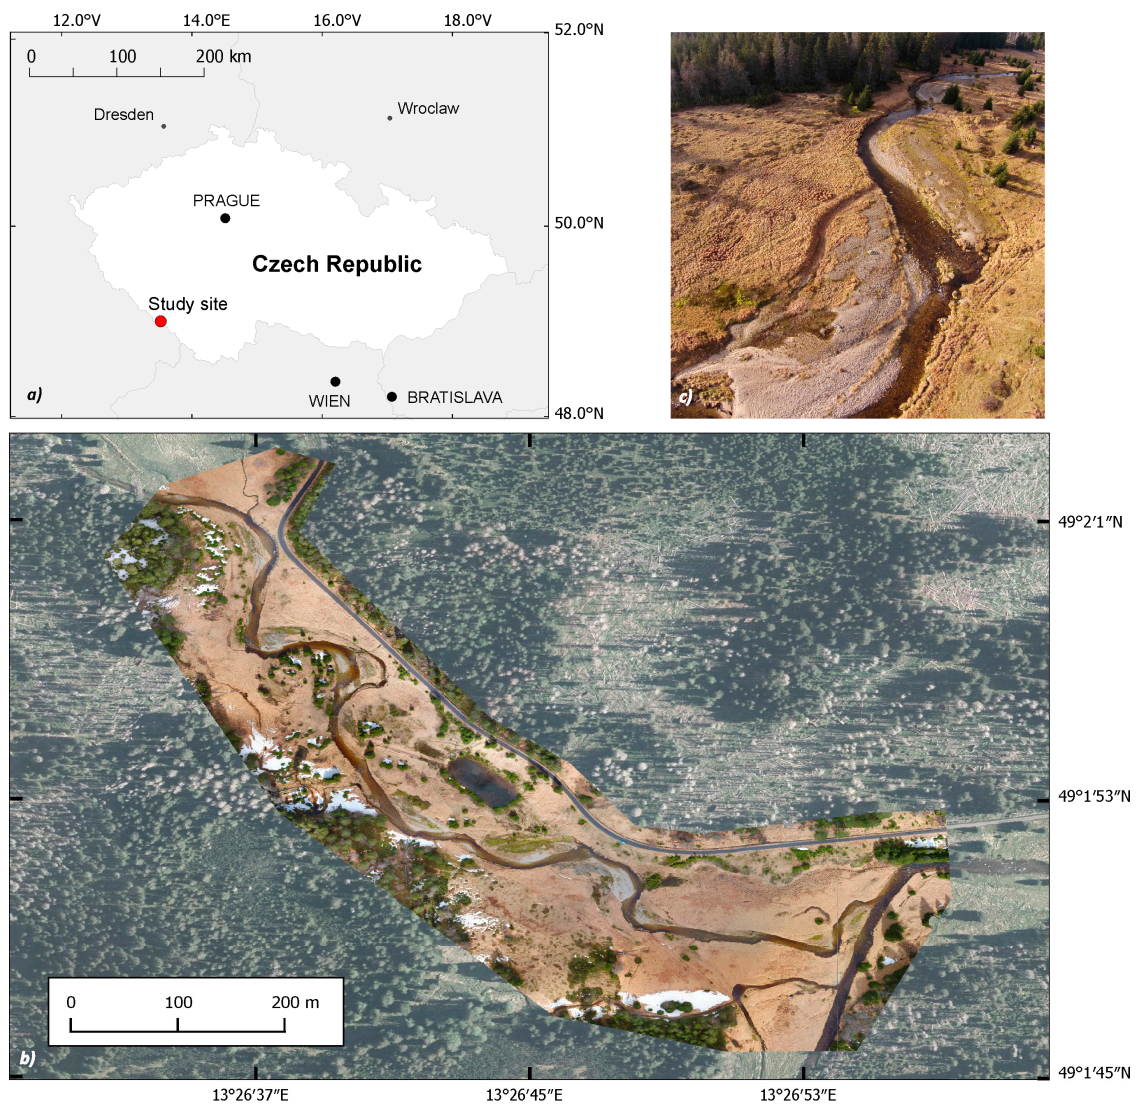 12.0°V 14.0°E 16.0°V 18.0°V
52.0°N
0 100 200 km
Dresden
Wroclaw
PRAGUE
50.0°N
Czech Republic
Study site
a)
WIEN
BRATISLAVA
48.0°N
c)
49°2′1″N
49°1′53″N
0 100 200 m
b)
49°1′45″N
13°26′37″E 13°26′45″E 13°26′53″E